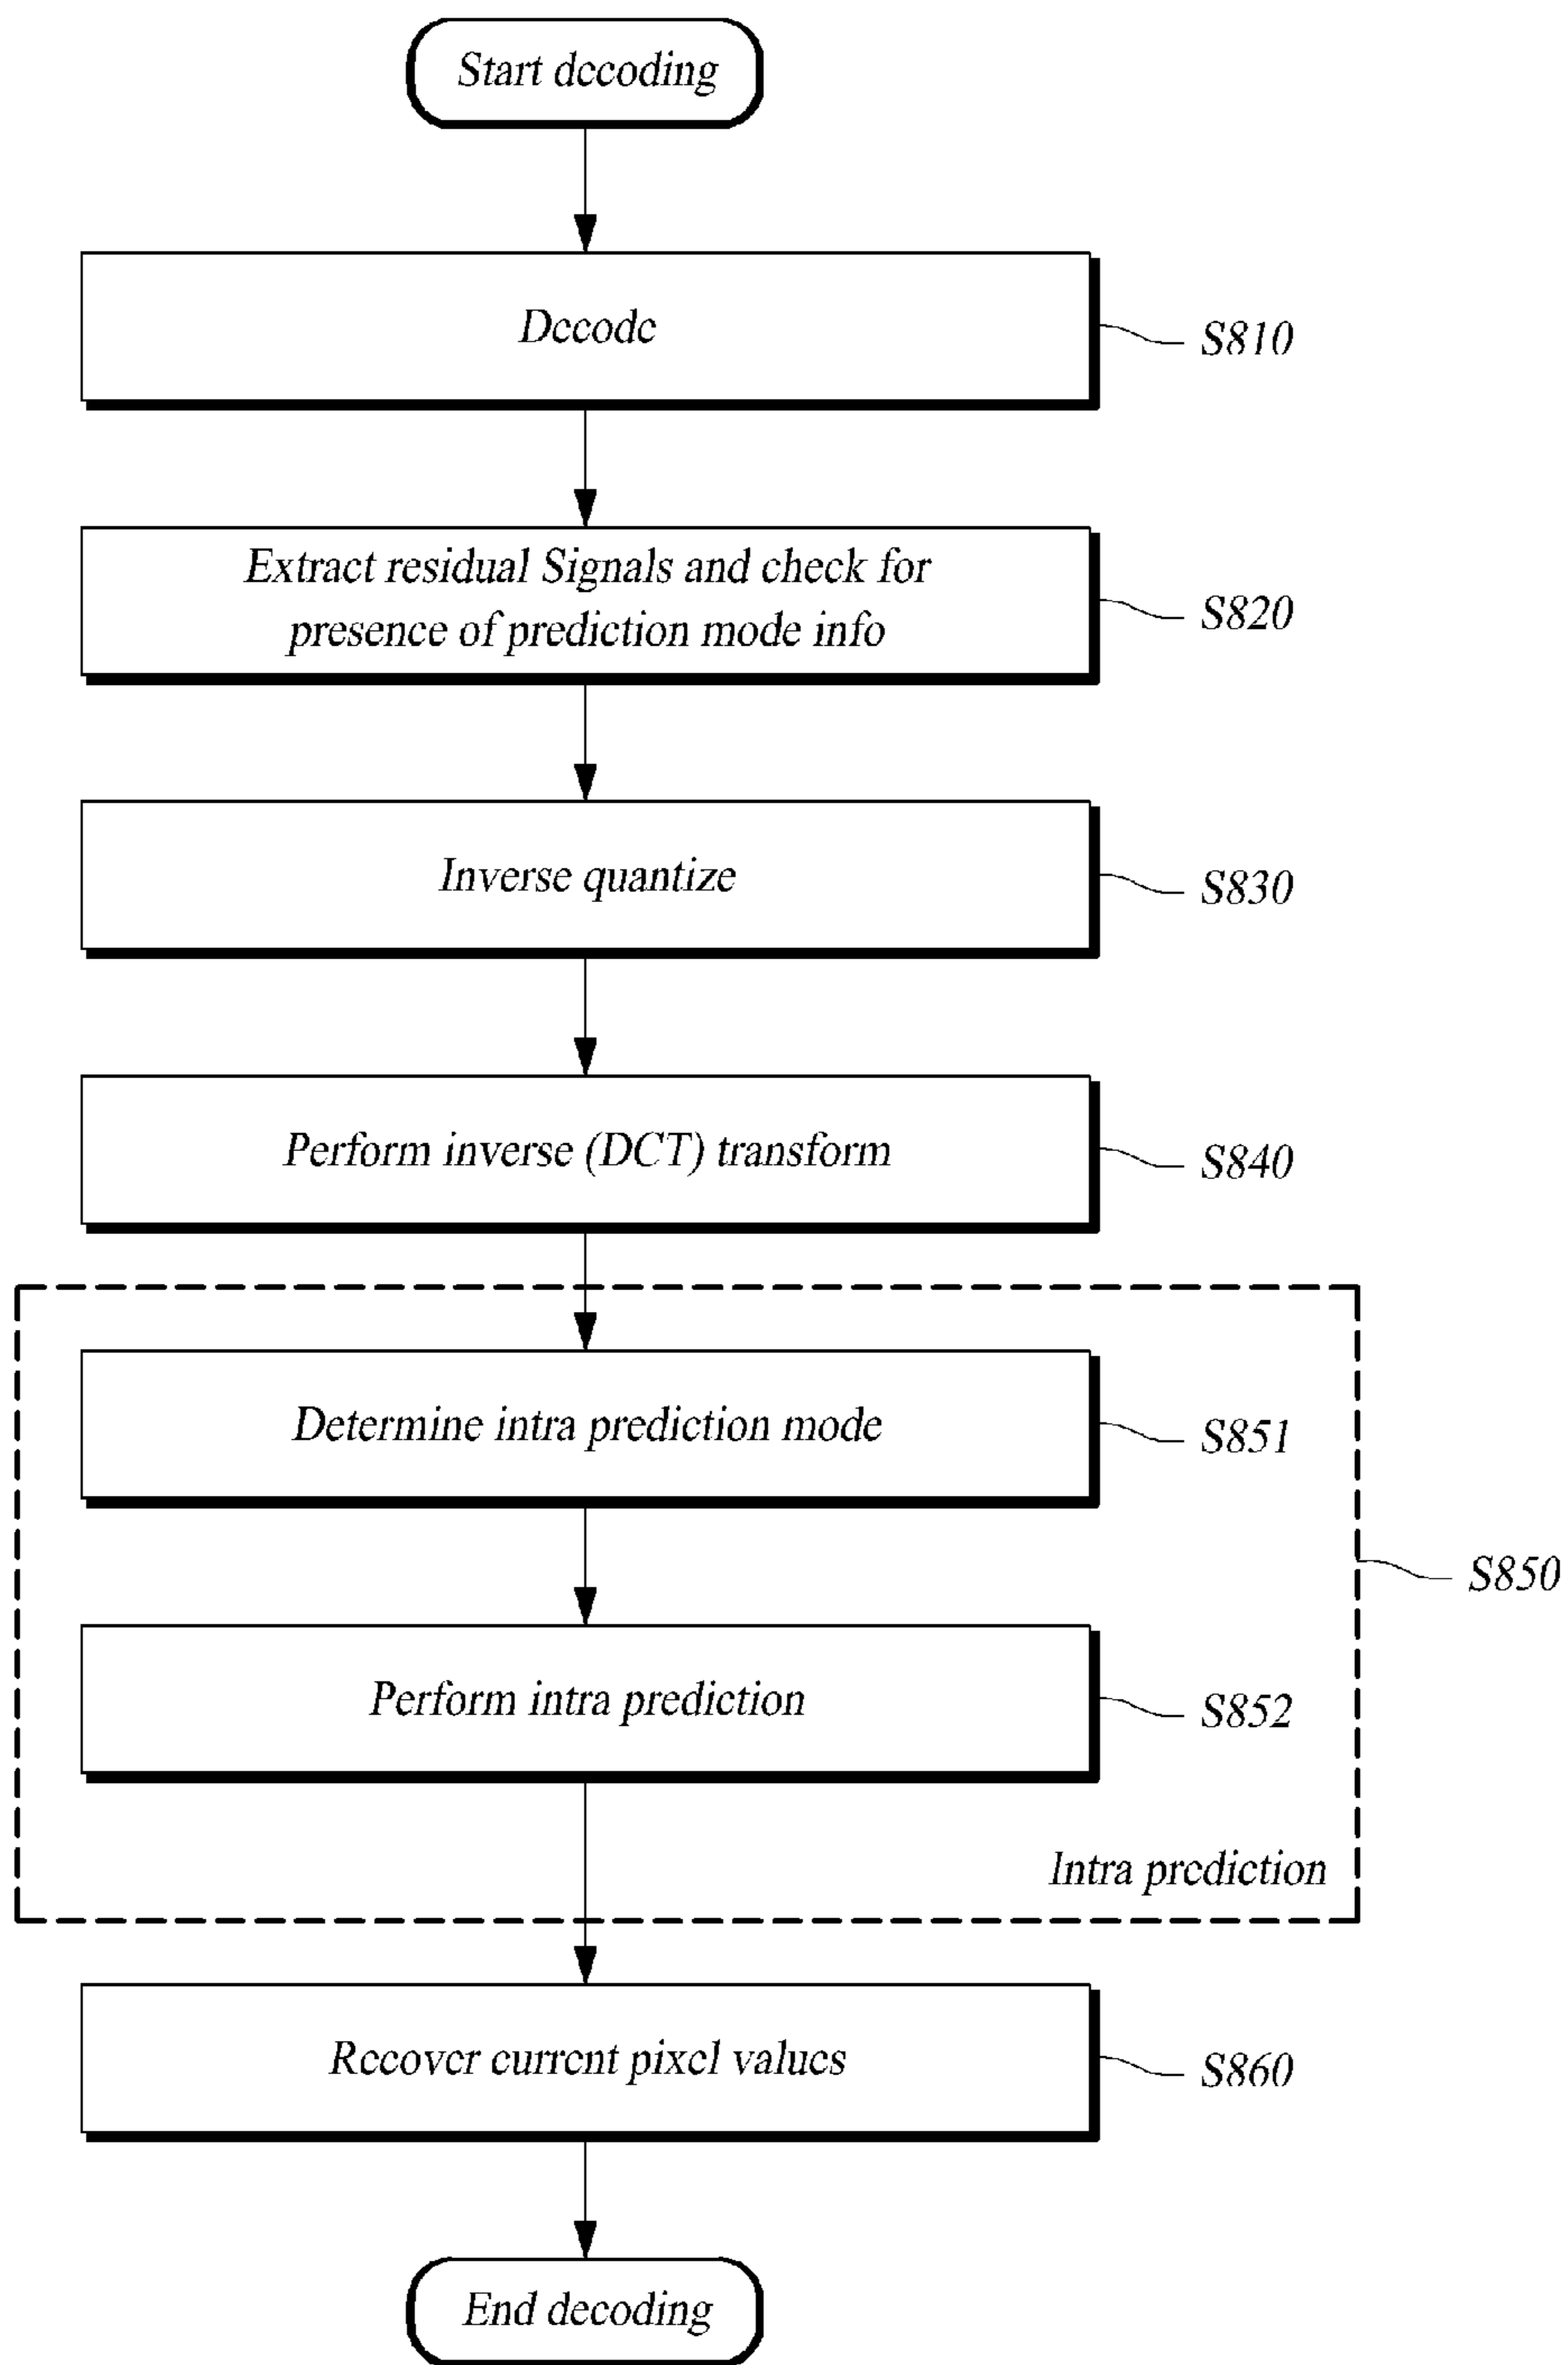 Start decoding
Decode
S810
Extract residual Signals and check for
presence of prediction mode info
S820
Inverse quantize
S830
Perform inverse (DCT) transform
S840
Determine intra prediction mode
S851
S850
Perform intra prediction
S852
Intra prediction
Recover current pixel values
S860
End decoding